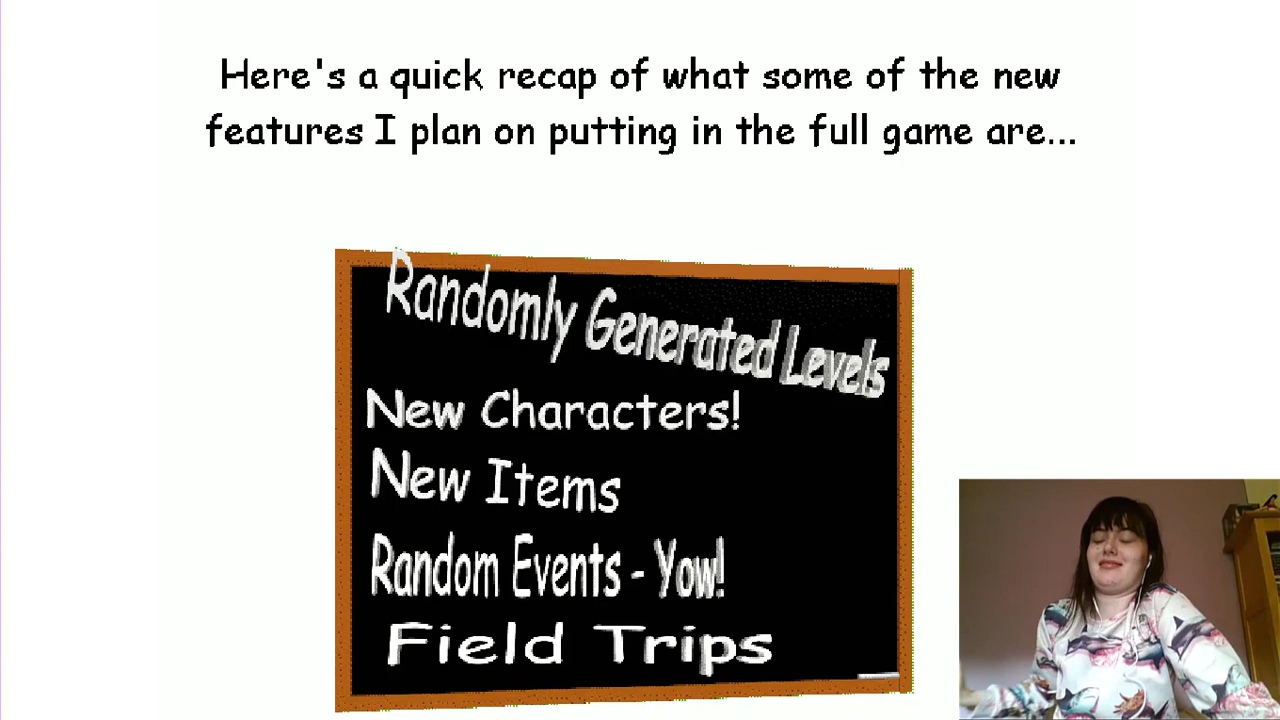 Here's a quick recap of what some of the new
features I plan on putting in the full game are...
Randomly Generated Levels
New Characters!
New Items
Random Events - Yow!
Field Trips